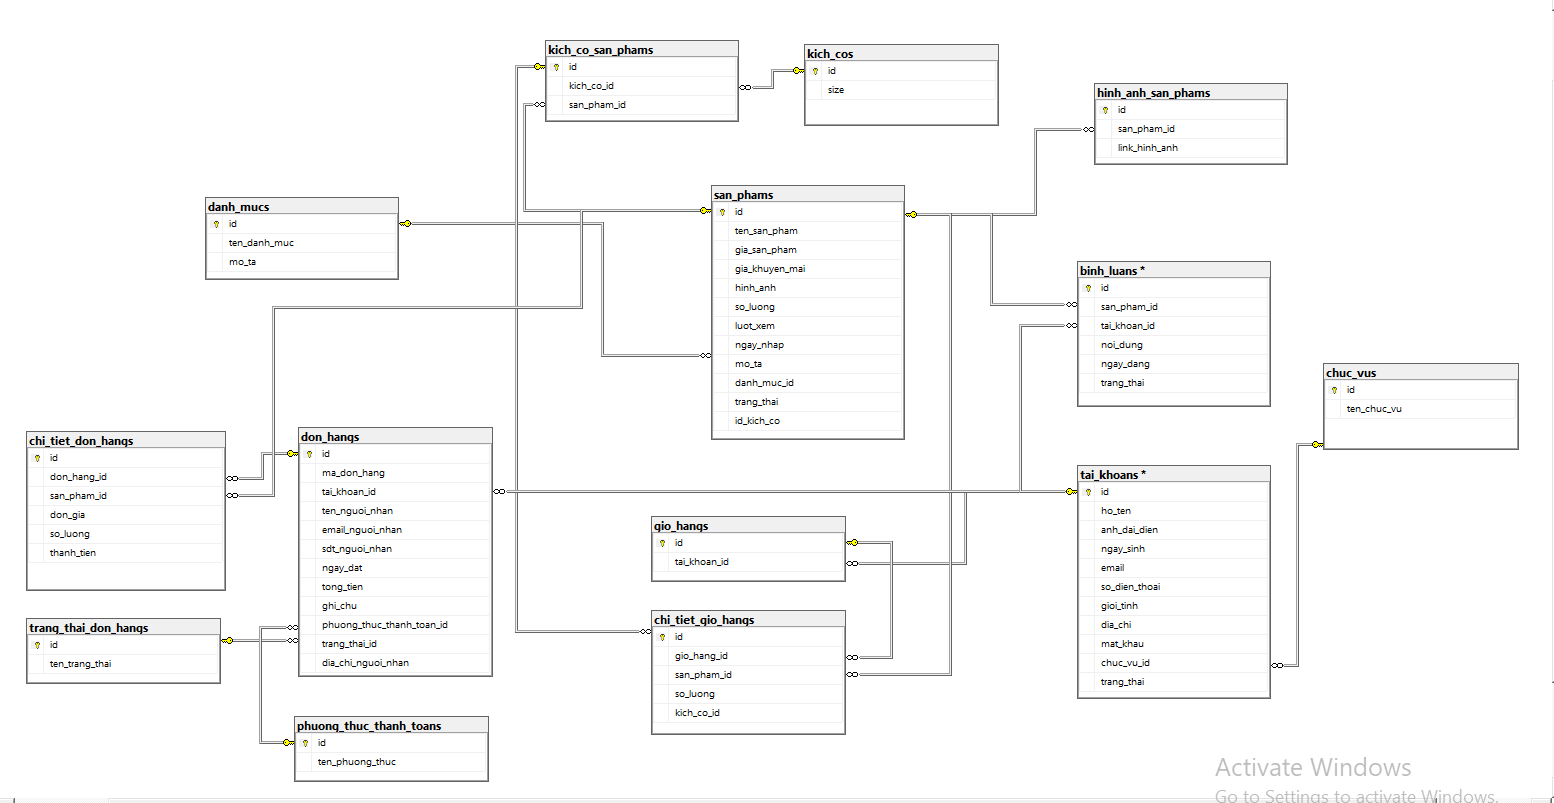 kich_co_san_phams
id
kich_co_id
san_pham_id
kich_cos
id
size
hinh_anh_san_phams
id
san_pham_id
link_hinh_anh
danh_mucs
id
ten_danh_muc
mo_ta
san_phams
id
ten_san_pham
gia_san_pham
gia_khuyen_mai
hinh_anh
so_luong
luot_xem
ngay_nhap
mo_ta
danh_muc_id
trang_thai
id_kich_co
binh_luans *
id
san_pham_id
tai_khoan_id
noi_dung
ngay_dang
trang_thai
chuc_vus
id
ten_chuc_vu
chi_tiet_don_hangs
id
don_hang_id
san_pham_id
don_gia
so_luong
thanh_tien
don_hangs
id
ma_don_hang
tai_khoan_id
ten_nguoi_nhan
email_nguoi_nhan
sdt_nguoi_nhan
ngay_dat
tong_tien
ghi_chu
phuong_thuc_thanh_toan_id
trang_thai_id
dia_chi_nguoi_nhan
tai_khoans *
id
ho_ten
anh_dai_dien
ngay_sinh
email
so_dien_thoai
gioi_tinh
dia_chi
mat_khau
chuc_vu_id
trang_thai
gio_hangs
id
tai_khoan_id
chi_tiet_gio_hangs
id
gio_hang_id
san_pham_id
so_luong
kich_co_id
trang_thai_don_hangs
id
ten_trang_thai
phuong_thuc_thanh_toans
id
ten_phuong_thuc
Activate Windows
Go to Settings to activate Windows.